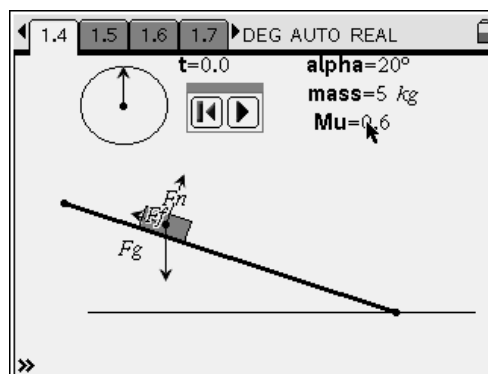 1.4 1.5 1.6 1.7 DEG AUTO REAL
t=0.0 alpha=20°
mass=5 kg
Mu=0.6
Fn
Ff
Fg
»